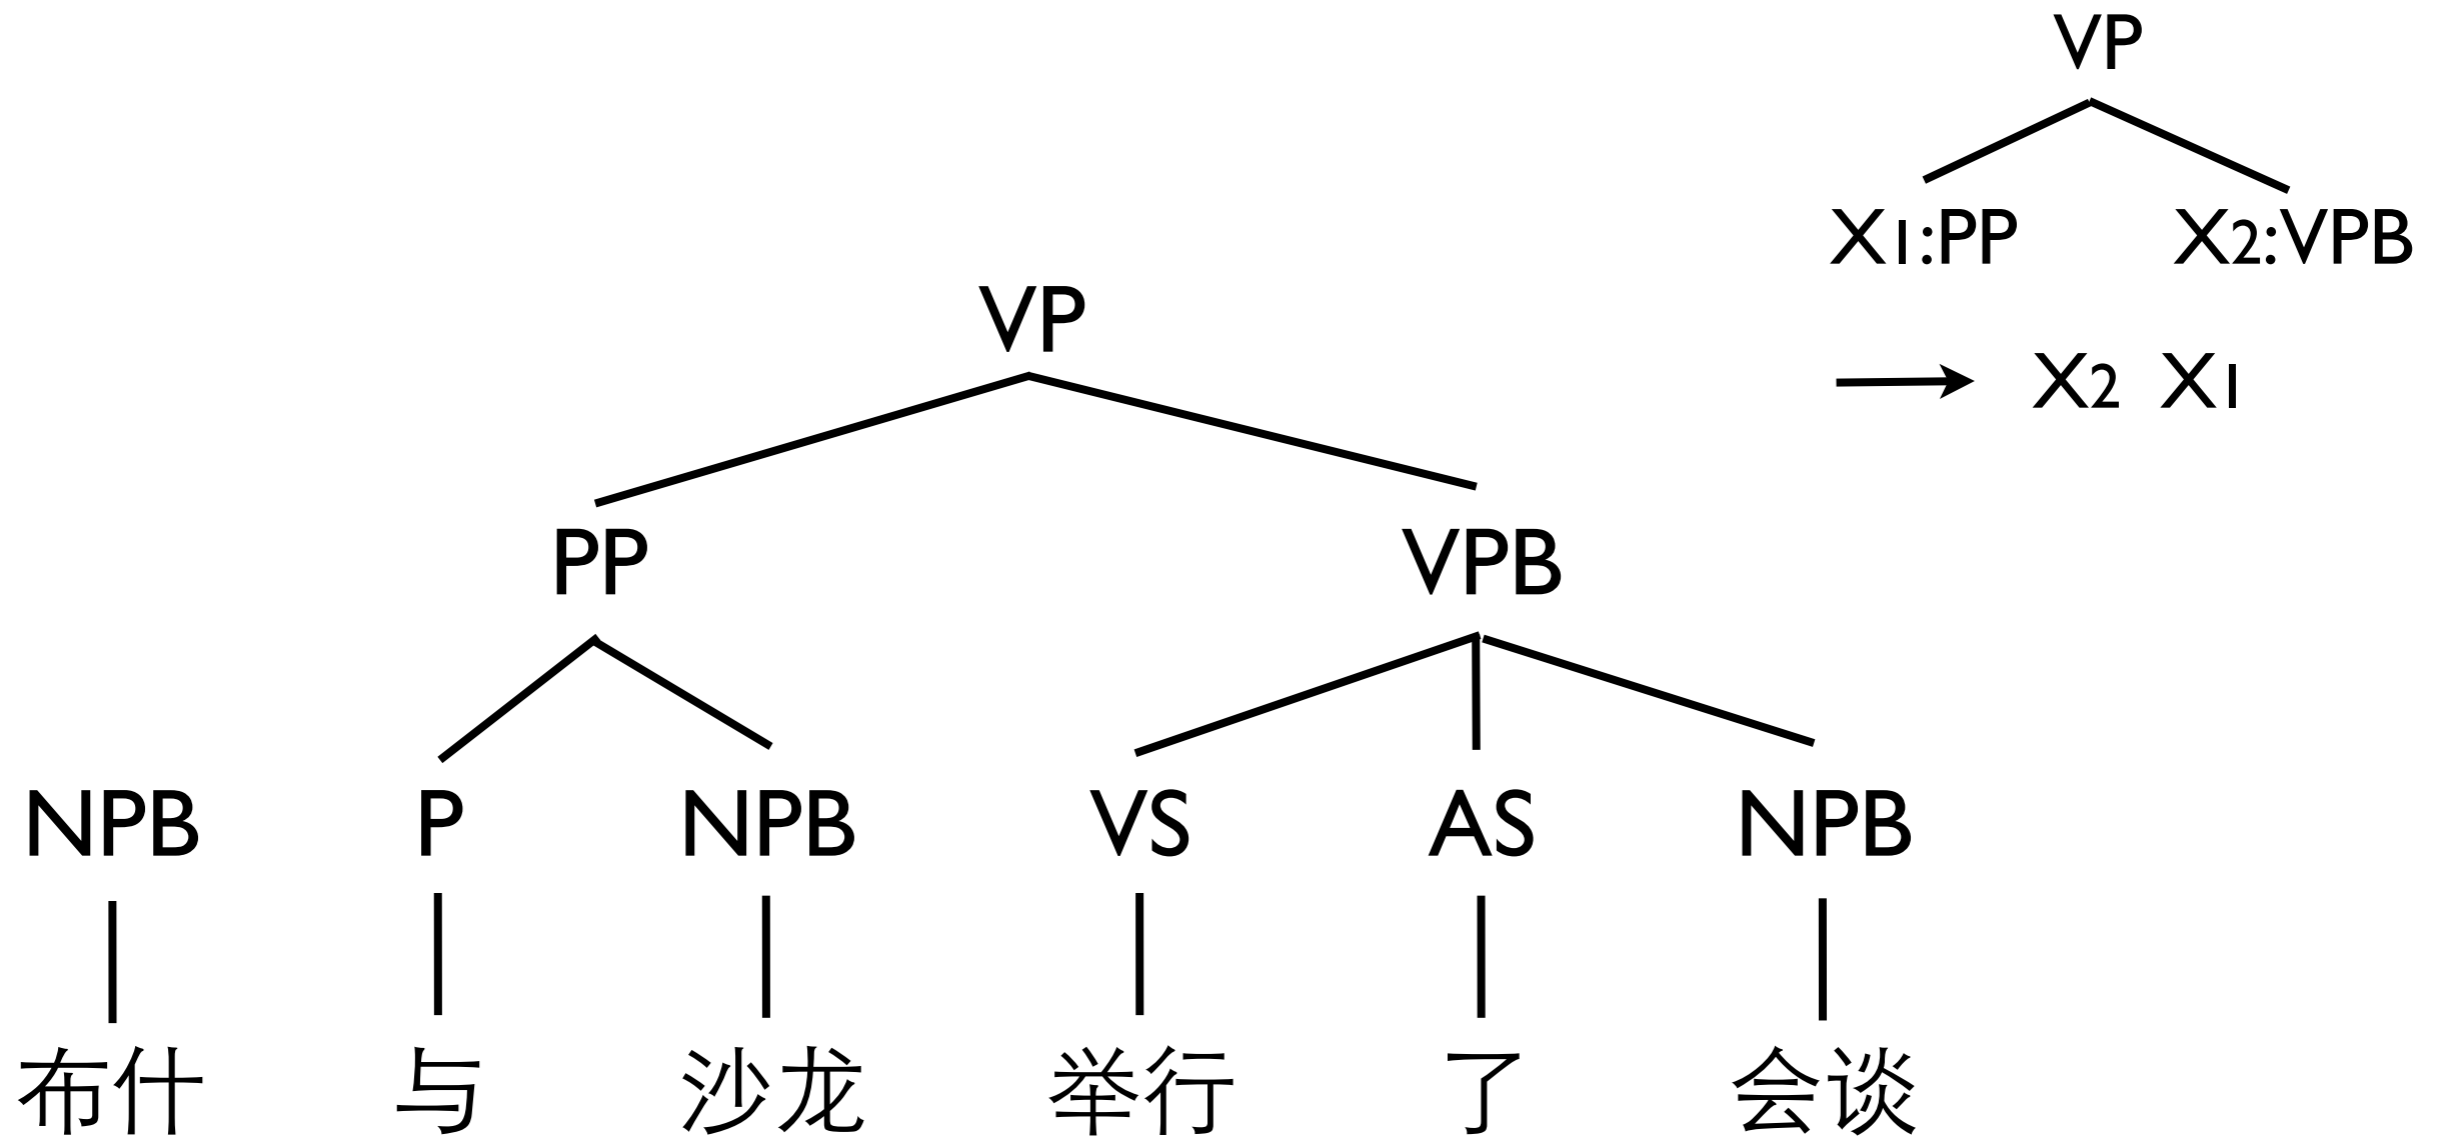 VP
X1:PP X2:VPB
→ X2 X1
VP
PP VPB
NPB P NPB VS AS NPB
布什 与 沙龙 举行 了 会谈